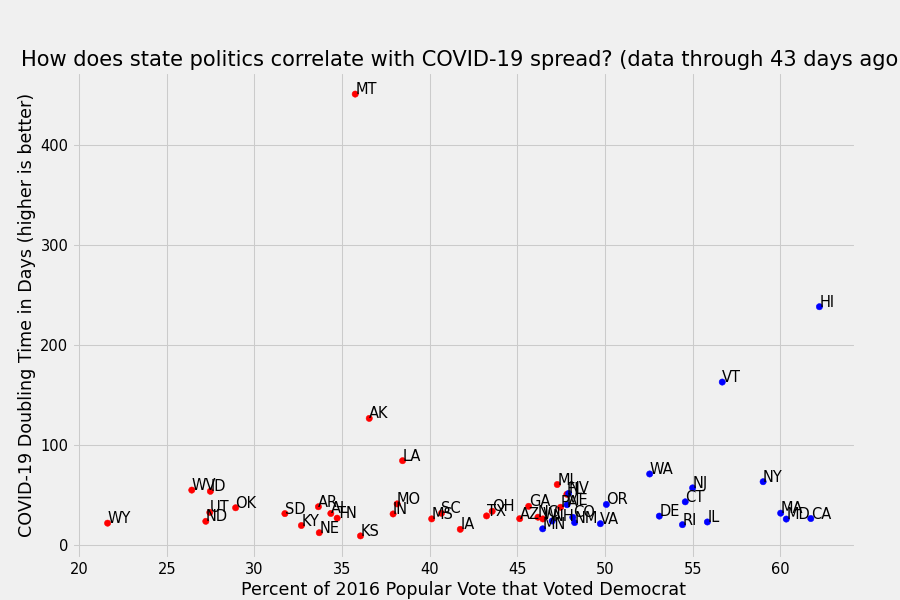 How does state politics correlate with COVID-19 spread? (data through 43 days ago
COVID-19 Doubling Time in Days (higher is better)
400
300
200
100
0
MT
HI
VT
AK
LA
WA
NY
NJ
MI
WV
ID
CT
OR
MO
AR
OK
UT
ND
SD
TN
KY
NE
KS
IN
MS
SC
IA
TX
OH
GA
AZ
MN
CO
NM
VA
DE
RI
IL
MA
MD
CA
WY
20
25
30
35
40
45
50
55
60
Percent of 2016 Popular Vote that Voted Democrat